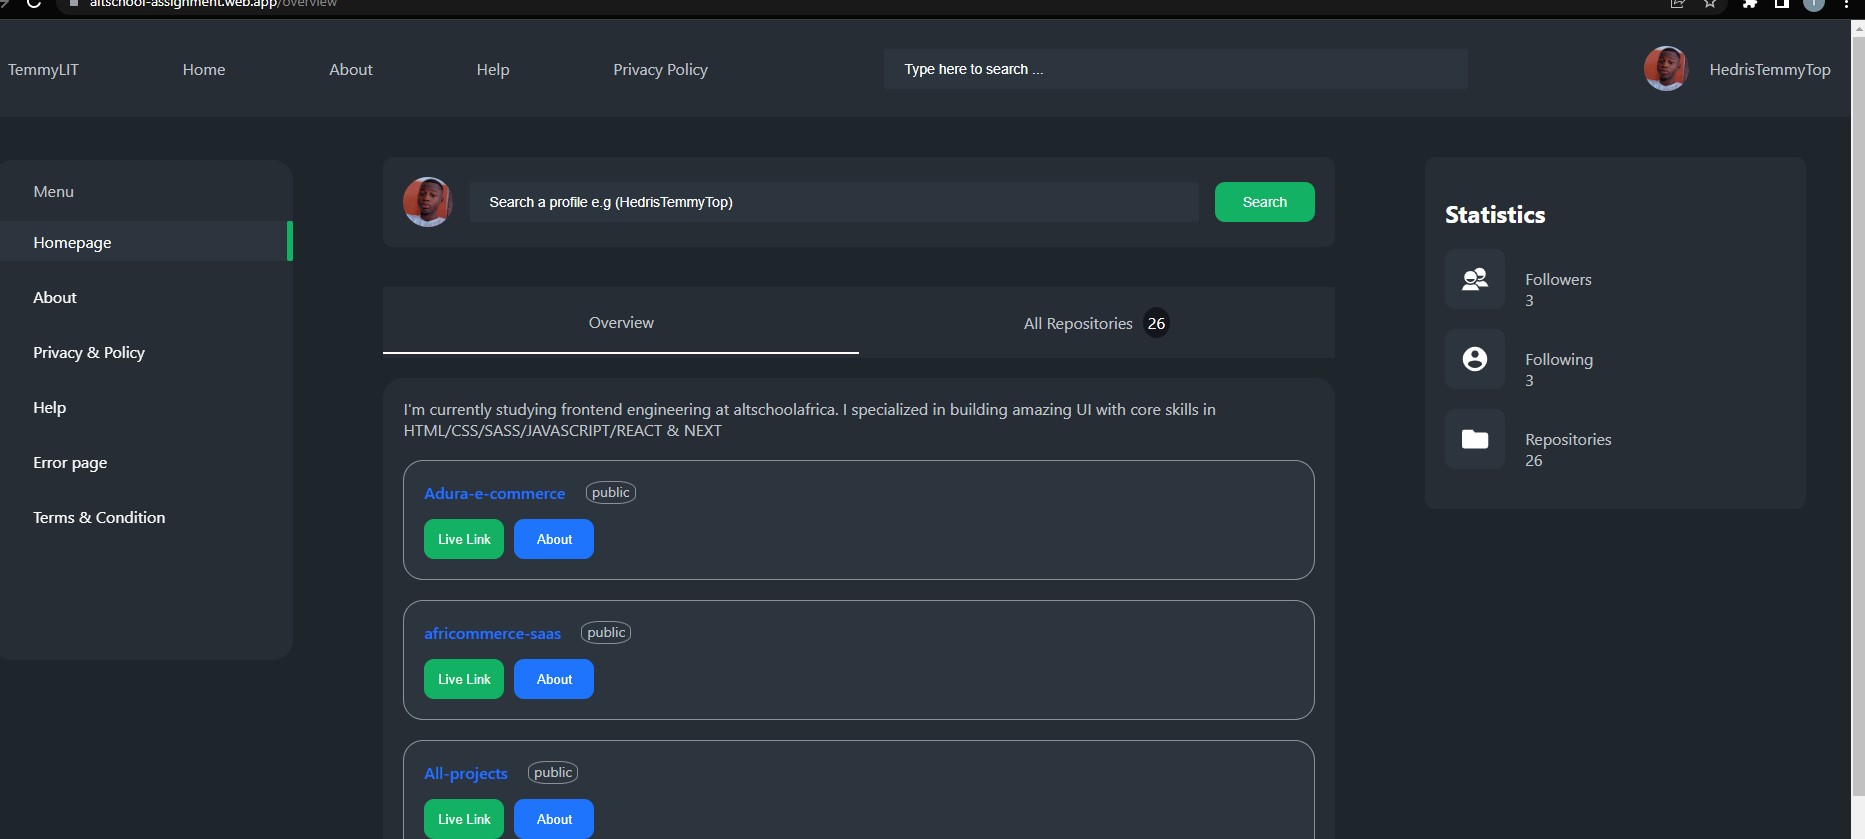 altschool-assignment.web.app/overview
TemmyLIT Home About Help Privacy Policy Type here to search ... HedrisTemmyTop
Menu
Homepage
About
Privacy & Policy
Help
Error page
Terms & Condition
Search a profile e.g (HedrisTemmyTop) Search
Overview All Repositories 26
I'm currently studying frontend engineering at altschoolafrica. I specialized in building amazing UI with core skills in
HTML/CSS/SASS/JAVASCRIPT/REACT & NEXT
Adura-e-commerce public
Live Link About
africommerce-saas public
Live Link About
All-projects public
Live Link About
Statistics
Followers
3
Following
3
Repositories
26